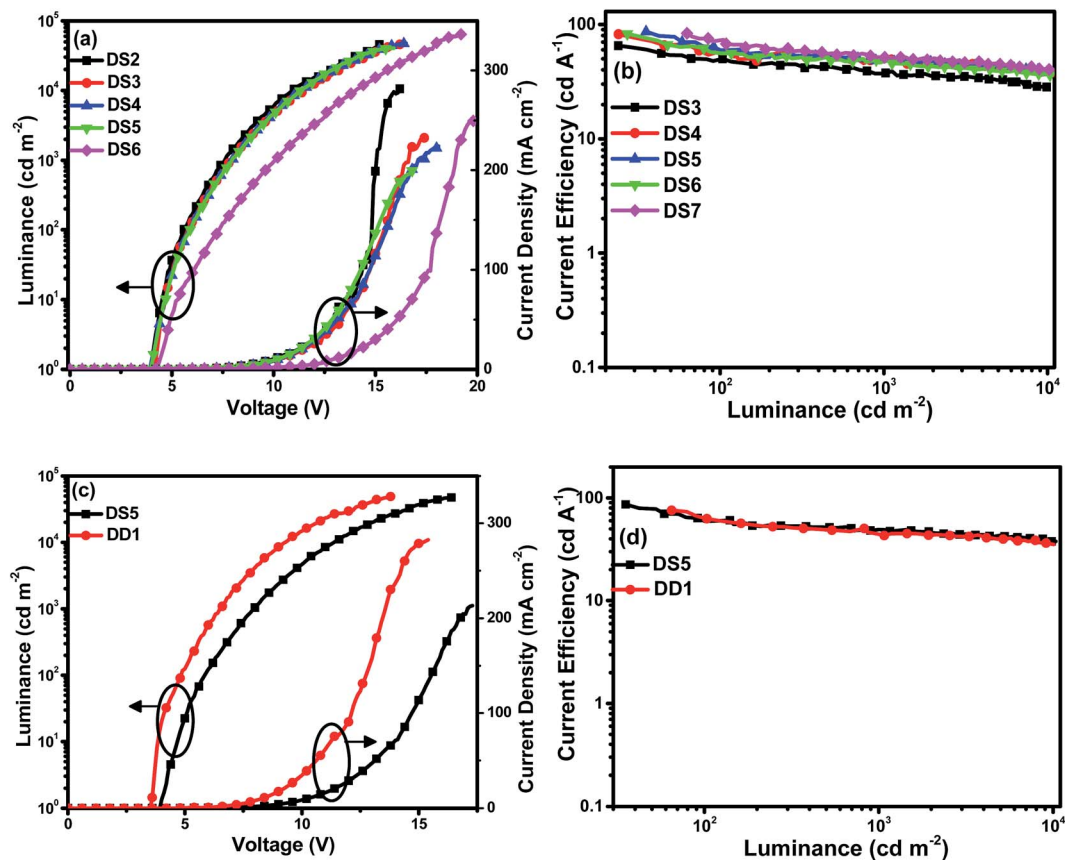 (a)
DS2
DS3
DS4
DS5
DS6
Luminance (cd m⁻²)
10⁵
10⁴
10³
10²
10¹
10⁰
0 5 10 15 20
Voltage (V)
300
200
100
0
Current Density (mA cm⁻²)
(b)
DS3
DS4
DS5
DS6
DS7
Current Efficiency (cd A⁻¹)
100
10
1
0.1
10² 10³ 10⁴
Luminance (cd m⁻²)
(c)
DS5
DD1
Luminance (cd m⁻²)
10⁵
10⁴
10³
10²
10¹
10⁰
0 5 10 15
Voltage (V)
300
200
100
0
Current Density (mA cm⁻²)
(d)
DS5
DD1
Current Efficiency (cd A⁻¹)
100
10
1
0.1
10² 10³ 10⁴
Luminance (cd m⁻²)